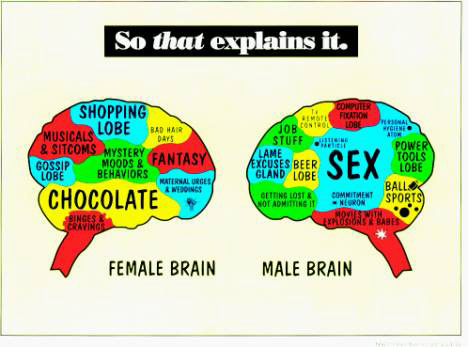 So that explains it.
SHOPPING
LOBE
BAD HAIR
DAYS
MUSICALS
& SITCOMS
MYSTERY
MOODS &
BEHAVIORS
FANTASY
GOSSIP
LOBE
MATERNAL URGES
& WEDDINGS
CHOCOLATE
BINGES &
CRAVINGS
FEMALE BRAIN
TV
REMOTE
CONTROL
COMPUTER
FIXATION
LOBE
PERSONAL
HYGIENE
ATOM
JOB
STUFF
LISTENING
PARTICLE
POWER
TOOLS
LOBE
LAME
EXCUSES
GLAND
BEER
LOBE
SEX
BALL
SPORTS
GETTING LOST &
NOT ADMITTING IT
COMMITMENT
NEURON
MOVIES WITH
EXPLOSIONS & BABES
MALE BRAIN